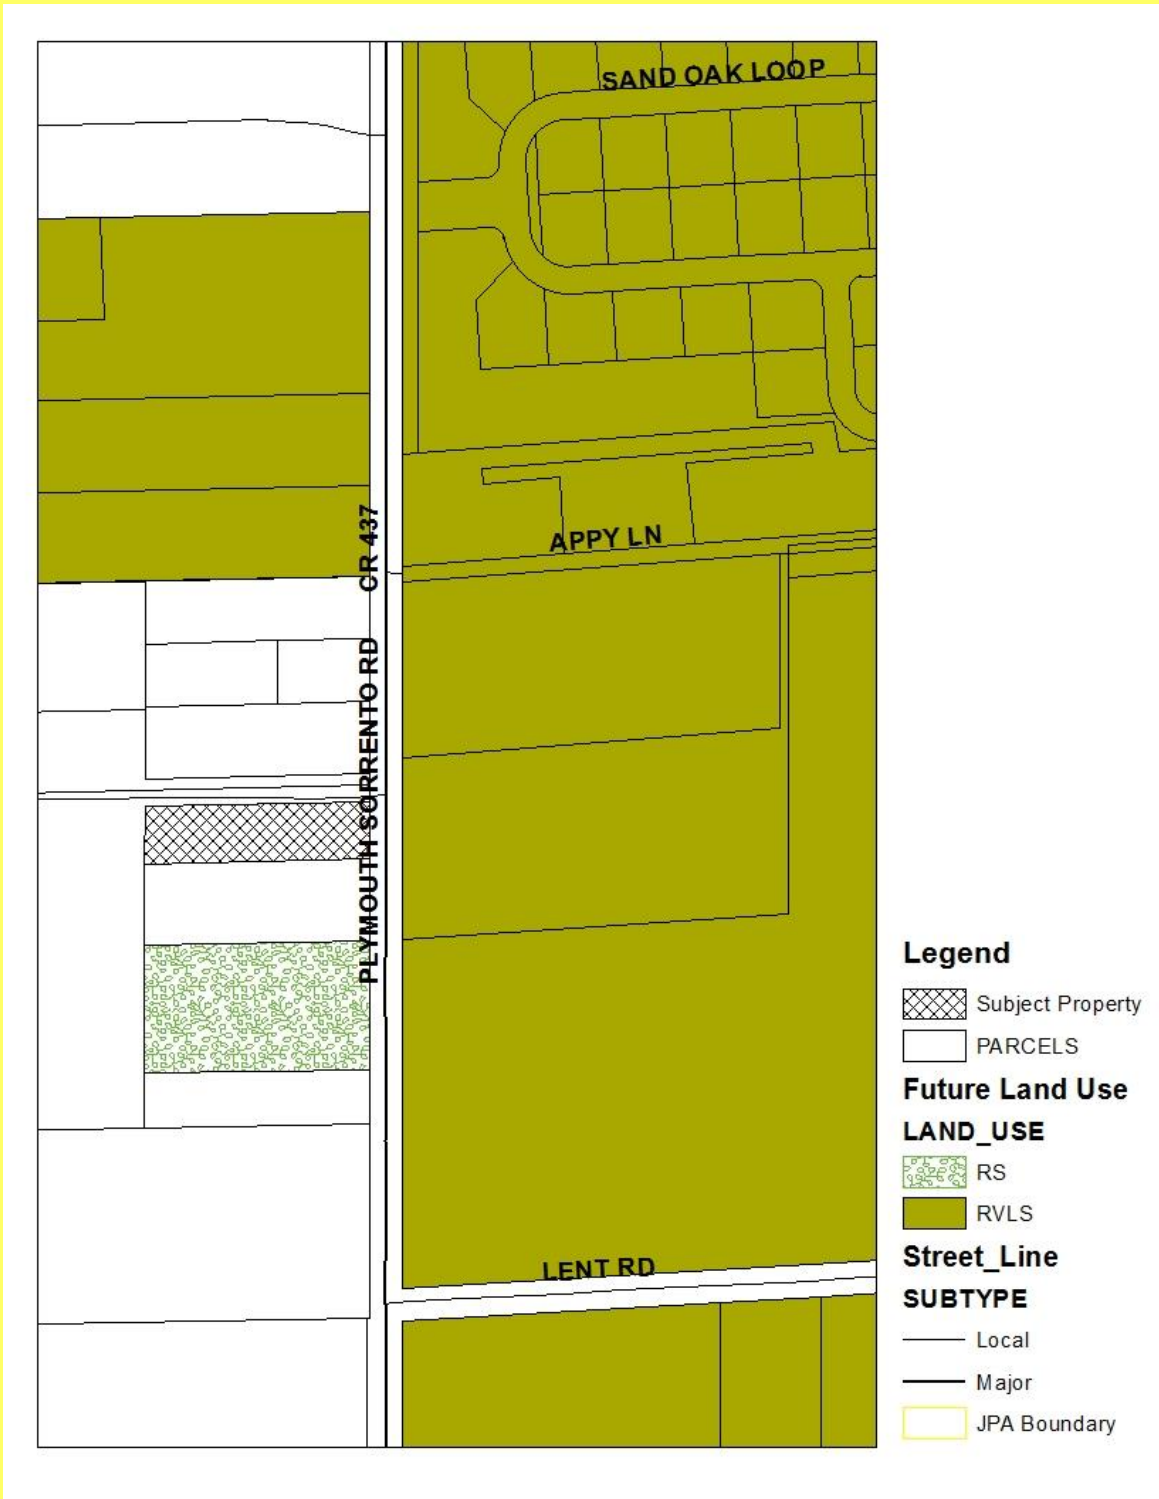 SAND OAK LOOP
CR 437
APPY LN
PLYMOUTH SORRENTO RD
LENT RD
Legend
Subject Property
PARCELS
Future Land Use
LAND_USE
RS
RVLS
Street_Line
SUBTYPE
Local
Major
JPA Boundary